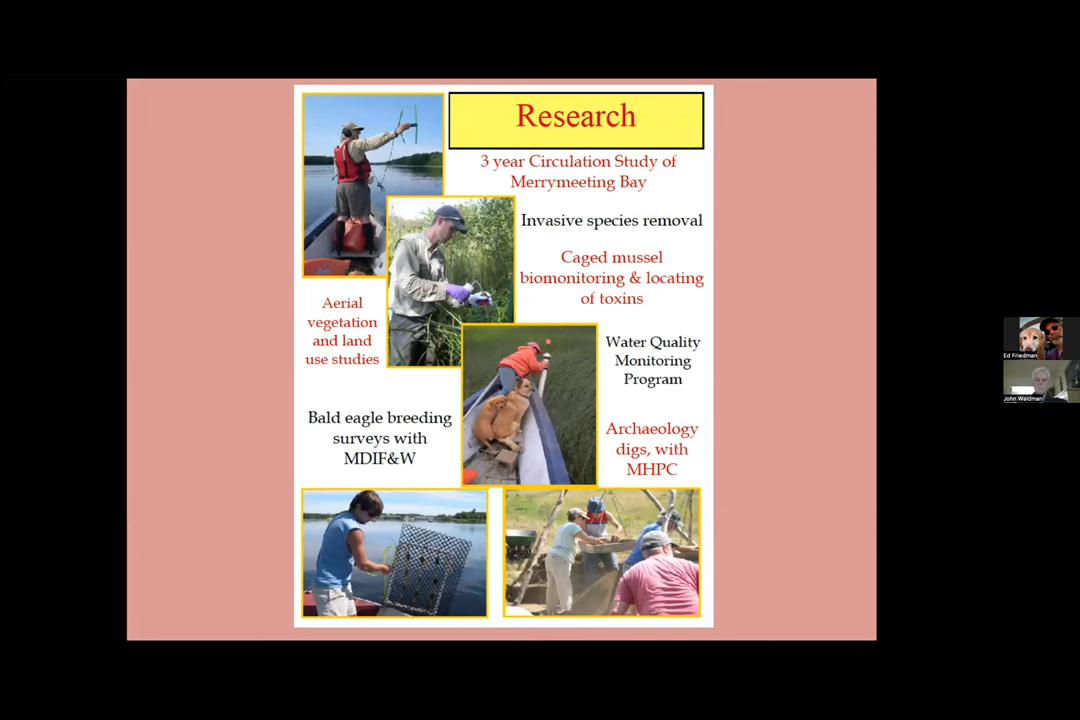 Research
3 year Circulation Study of
Merrymeeting Bay
Invasive species removal
Caged mussel
biomonitoring & locating
of toxins
Aerial
vegetation
and land
use studies
Water Quality
Monitoring
Program
Bald eagle breeding
surveys with
MDIF&W
Archaeology
digs, with
MHPC
Ed Friedman
John Waldman